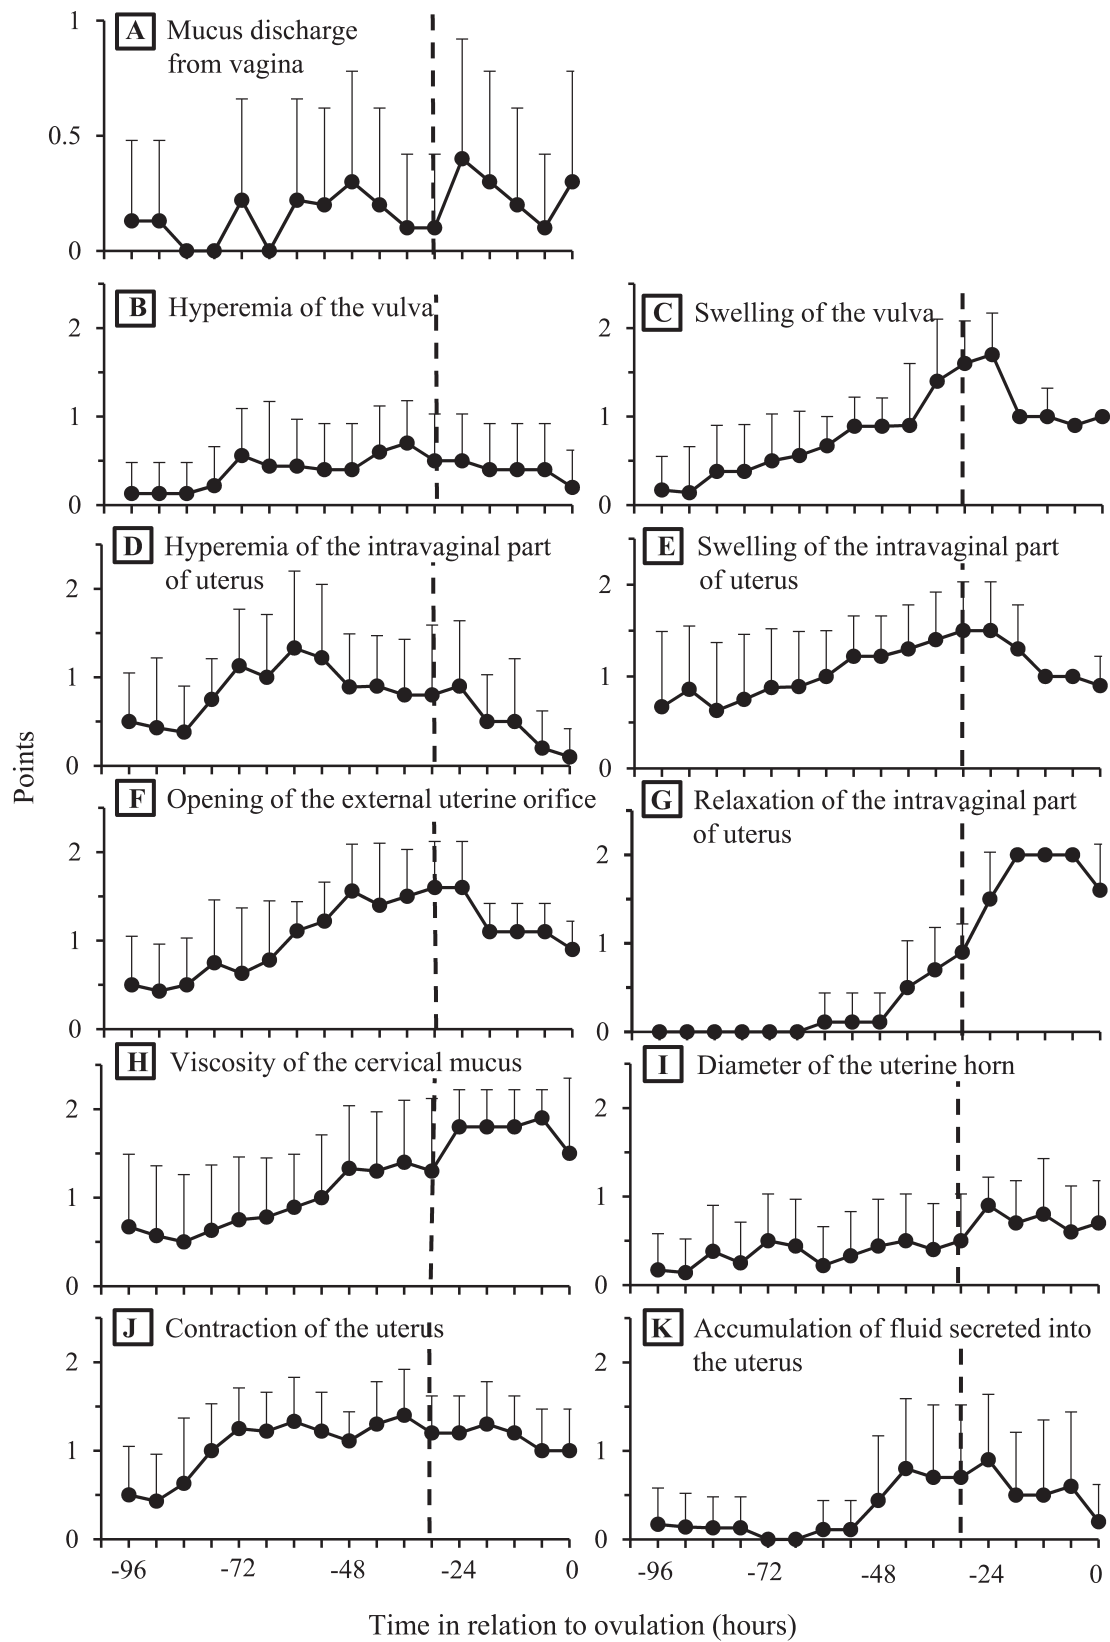 A Mucus discharge
from vagina
1
0.5
0
B Hyperemia of the vulva
2
1
0
C Swelling of the vulva
2
1
0
D Hyperemia of the intravaginal part
of uterus
2
1
0
E Swelling of the intravaginal part
of uterus
2
1
0
Points
F Opening of the external uterine orifice
2
1
0
G Relaxation of the intravaginal part
of uterus
2
1
0
H Viscosity of the cervical mucus
2
1
0
I Diameter of the uterine horn
2
1
0
J Contraction of the uterus
2
1
0
K Accumulation of fluid secreted into
the uterus
2
1
0
-96 -72 -48 -24 0
-96 -72 -48 -24 0
Time in relation to ovulation (hours)